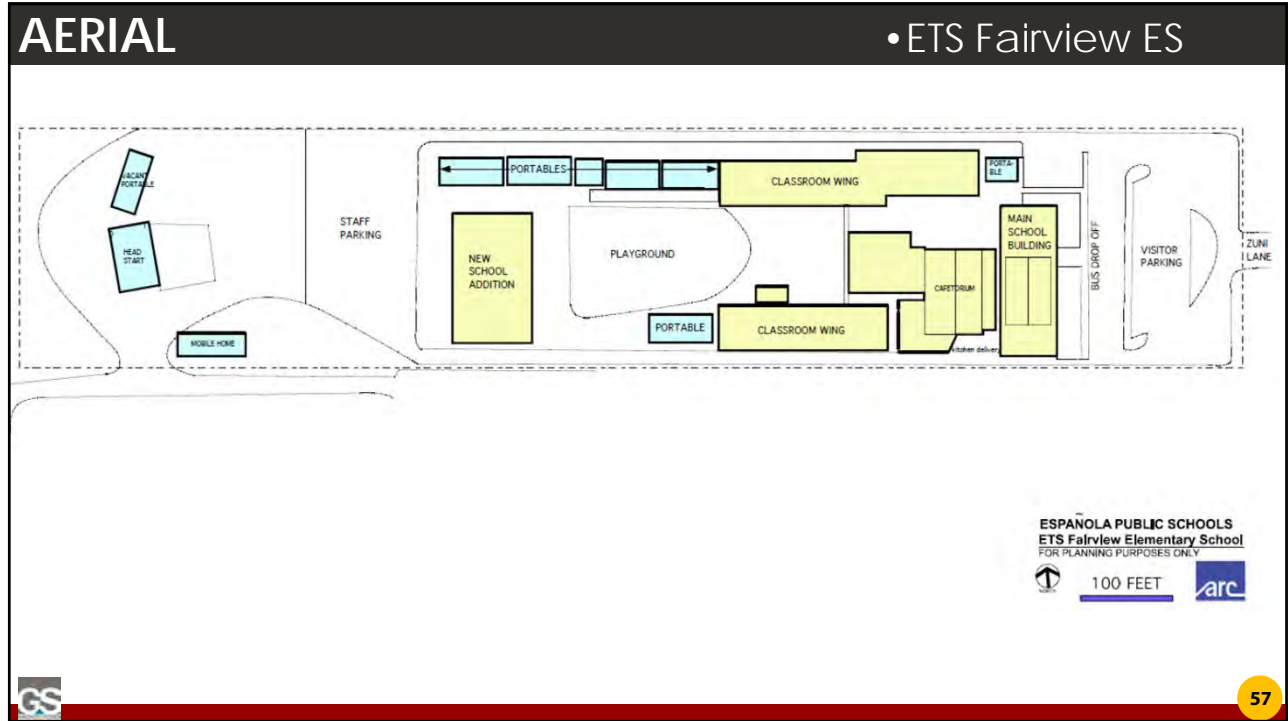 AERIAL
•ETS Fairview ES
VACANT
PORTABLE
HEAD
START
MOBILE HOME
STAFF
PARKING
PORTABLES
NEW
SCHOOL
ADDITION
PLAYGROUND
PORTABLE
CLASSROOM WING
CLASSROOM WING
CAFETORIUM
kitchen delivery
PORTA-
BLE
MAIN
SCHOOL
BUILDING
BUS DROP OFF
VISITOR
PARKING
ZUNI
LANE
ESPAÑOLA PUBLIC SCHOOLS
ETS Fairview Elementary School
FOR PLANNING PURPOSES ONLY
NORTH
100 FEET
arc
GS
57